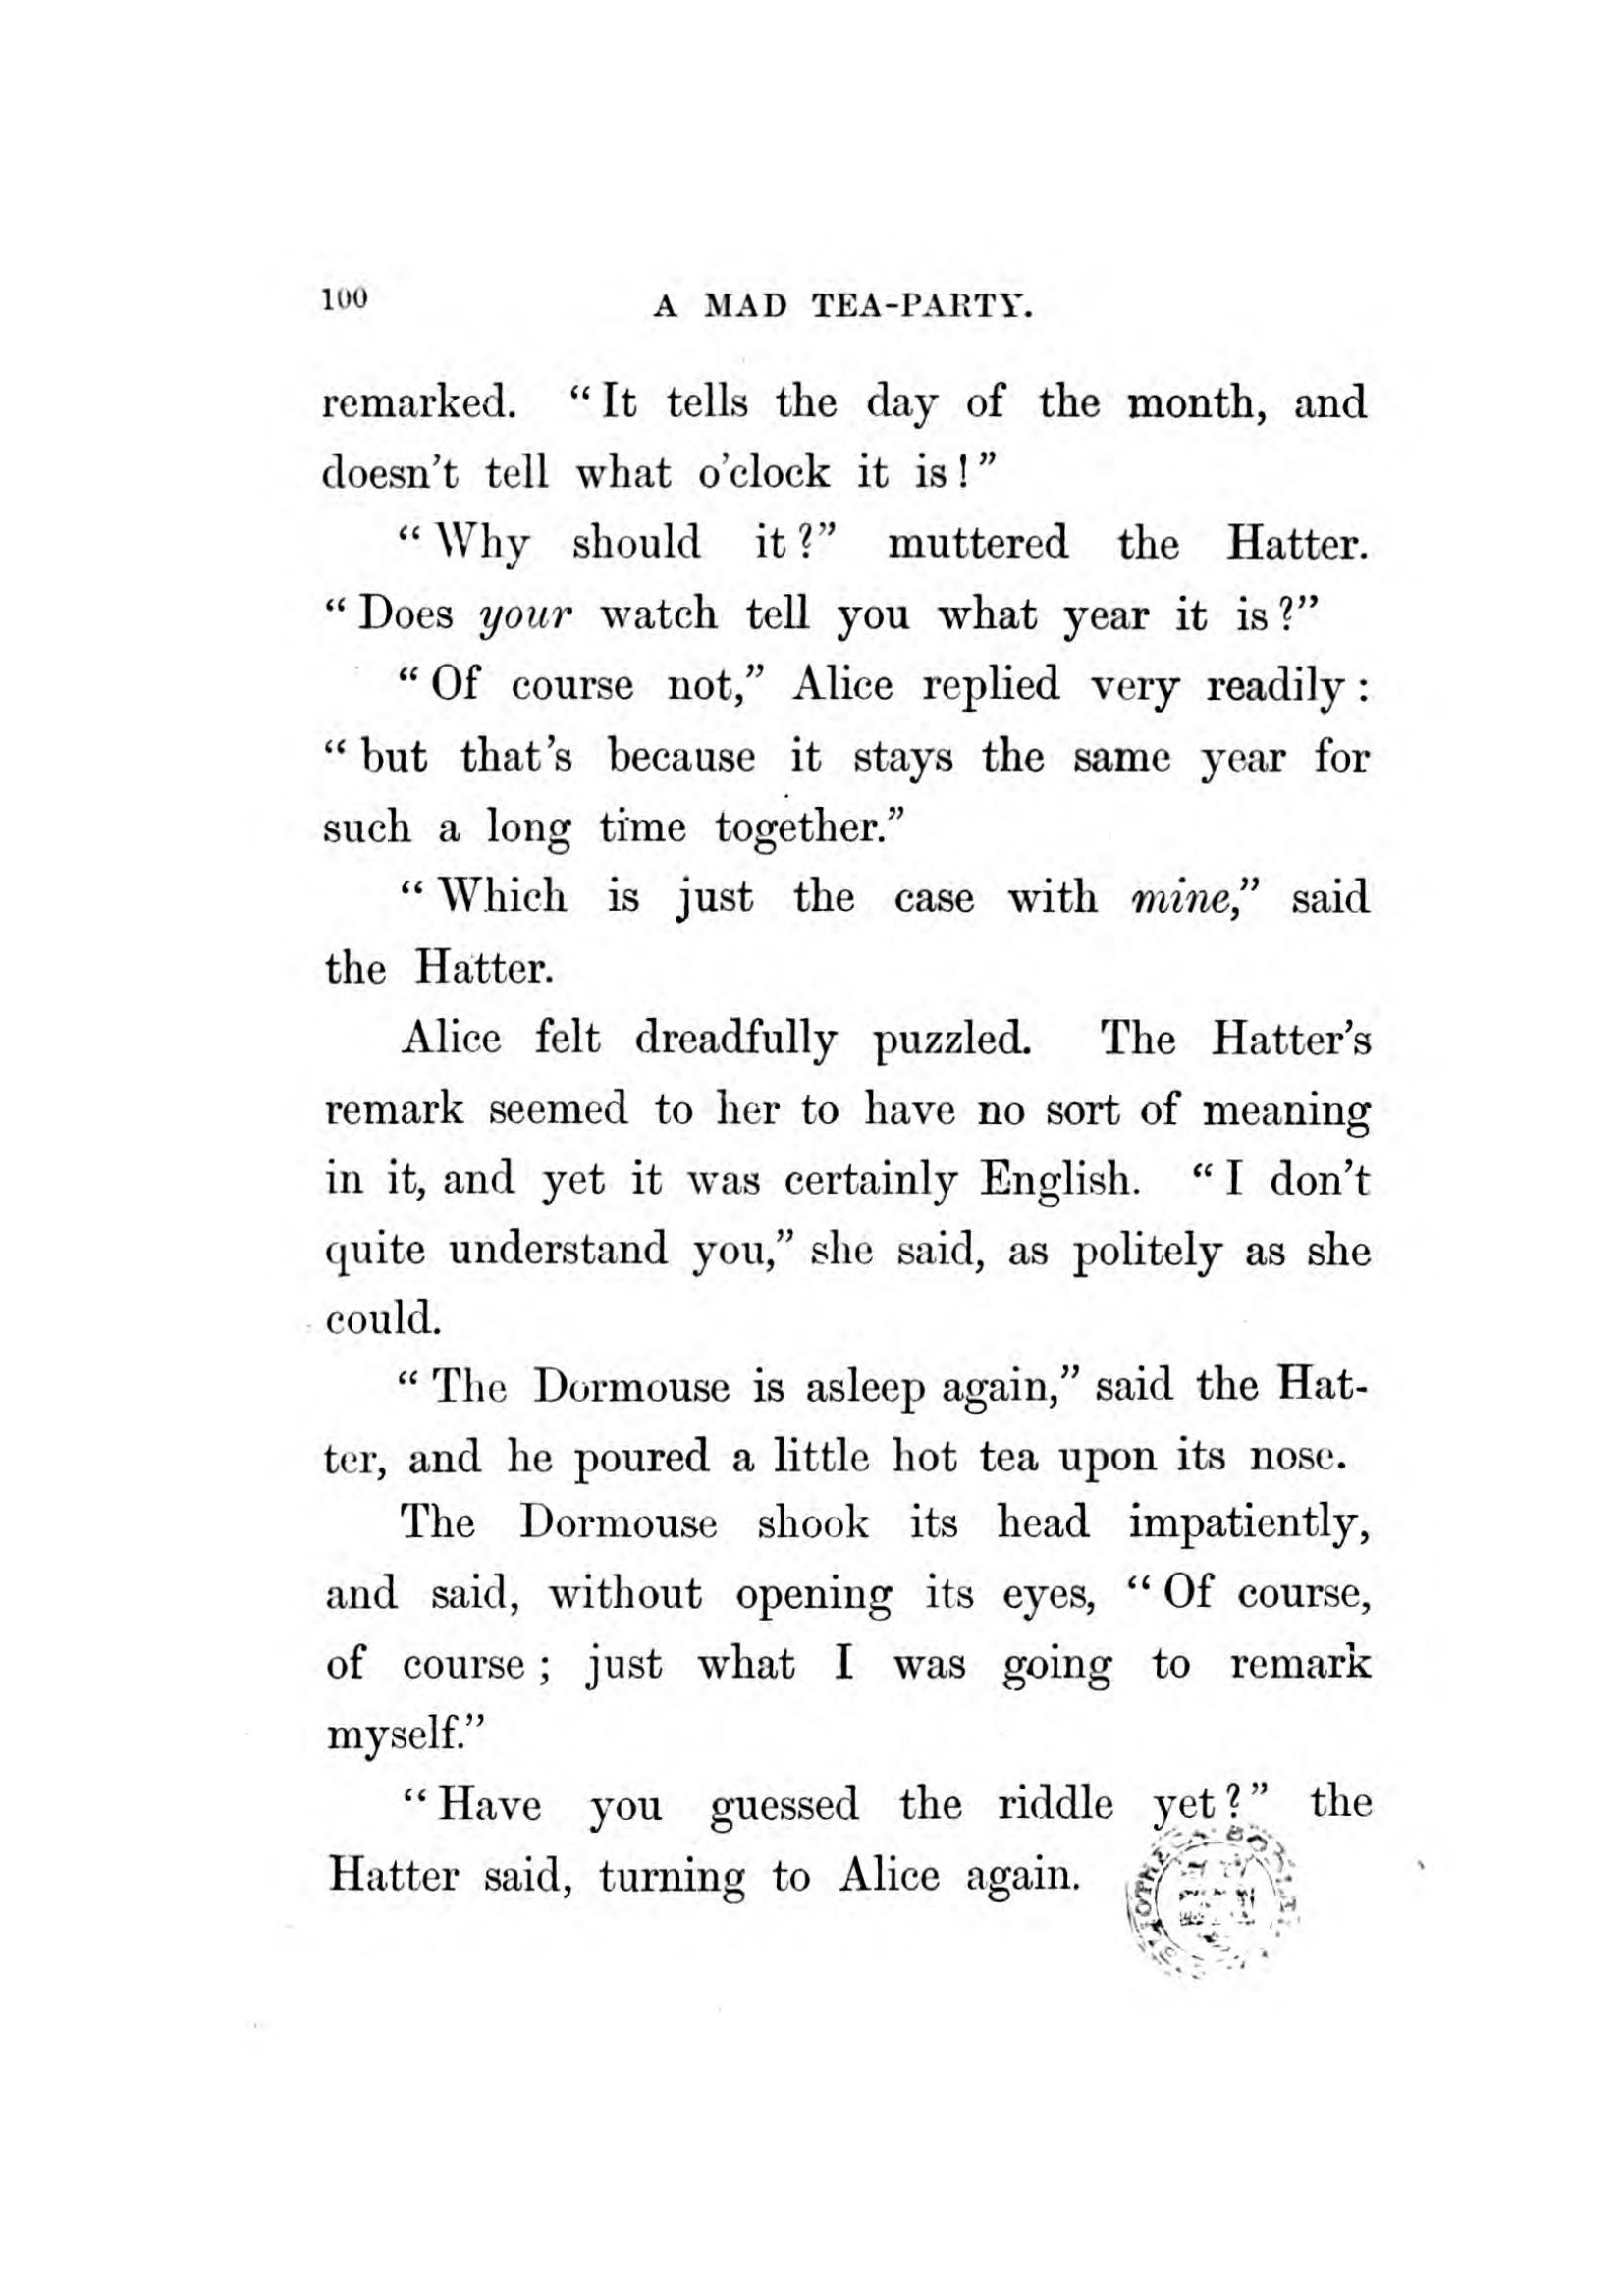 100
A MAD TEA-PARTY.
remarked. “It tells the day of the month, and
doesn’t tell what o’clock it is!”
“Why should it?” muttered the Hatter.
“Does your watch tell you what year it is?”
“Of course not,” Alice replied very readily:
“but that’s because it stays the same year for
such a long time together.”
“Which is just the case with mine,” said
the Hatter.
Alice felt dreadfully puzzled. The Hatter’s
remark seemed to her to have no sort of meaning
in it, and yet it was certainly English. “I don’t
quite understand you,” she said, as politely as she
could.
“The Dormouse is asleep again,” said the Hat-
ter, and he poured a little hot tea upon its nose.
The Dormouse shook its head impatiently,
and said, without opening its eyes, “Of course,
of course; just what I was going to remark
myself.”
“Have you guessed the riddle yet?” the
Hatter said, turning to Alice again.